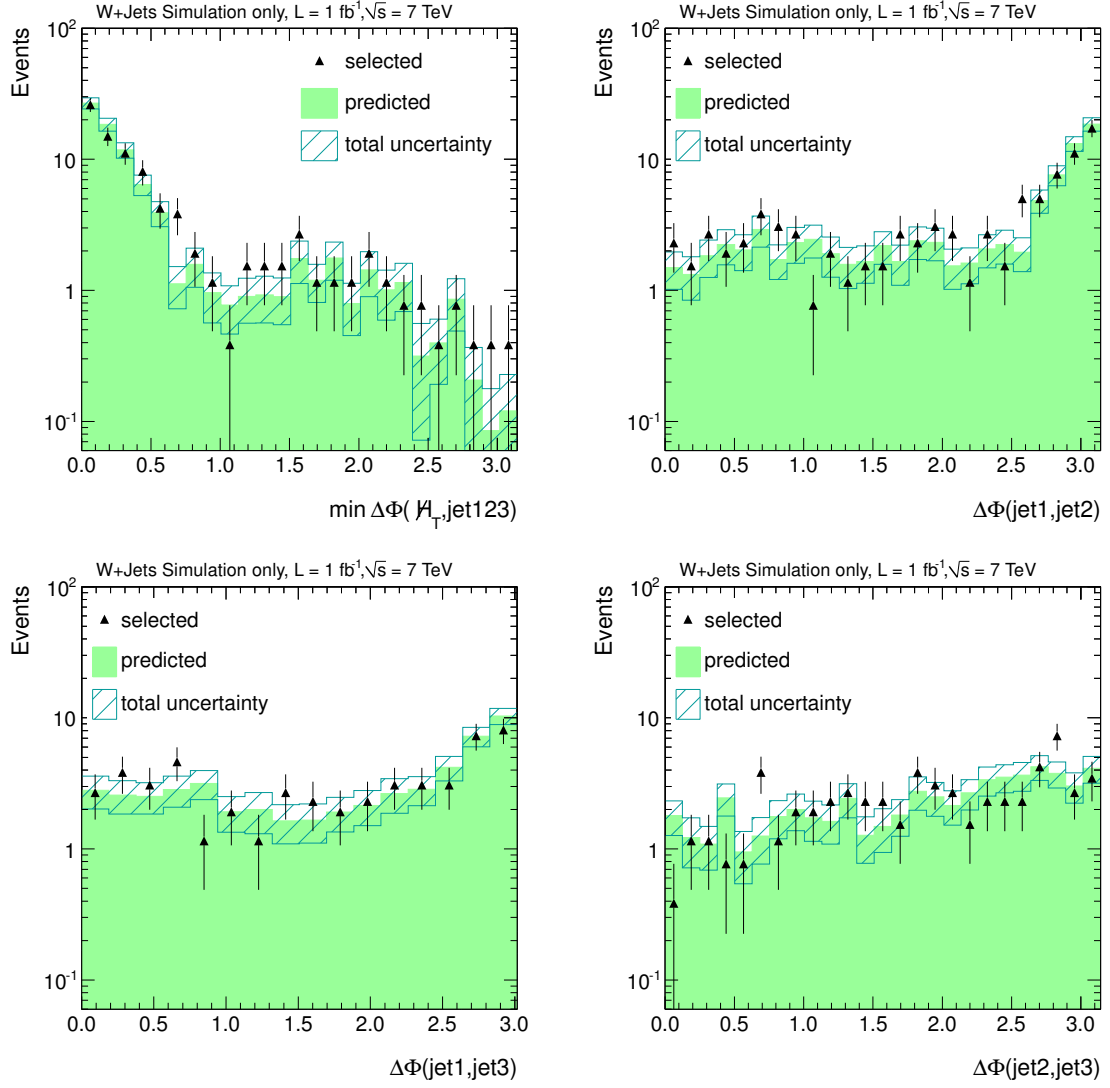 W+Jets Simulation only, L = 1 fb⁻¹,√s = 7 TeV
Events
10²
10
1
10⁻¹
selected
predicted
total uncertainty
0.0 0.5 1.0 1.5 2.0 2.5 3.0
min ΔΦ( H̸_T,jet123)
W+Jets Simulation only, L = 1 fb⁻¹,√s = 7 TeV
Events
10²
10
1
10⁻¹
selected
predicted
total uncertainty
0.0 0.5 1.0 1.5 2.0 2.5 3.0
ΔΦ(jet1,jet2)
W+Jets Simulation only, L = 1 fb⁻¹,√s = 7 TeV
Events
10²
10
1
10⁻¹
selected
predicted
total uncertainty
0.0 0.5 1.0 1.5 2.0 2.5 3.0
ΔΦ(jet1,jet3)
W+Jets Simulation only, L = 1 fb⁻¹,√s = 7 TeV
Events
10²
10
1
10⁻¹
selected
predicted
total uncertainty
0.0 0.5 1.0 1.5 2.0 2.5 3.0
ΔΦ(jet2,jet3)